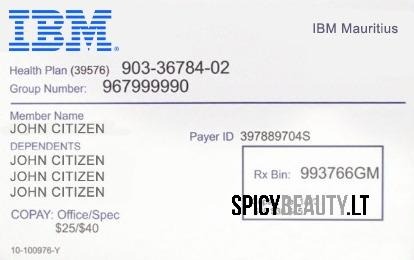 IBM®
IBM Mauritius
Health Plan (39576) 903-36784-02
Group Number: 967999990
Member Name
JOHN CITIZEN
Payer ID 397889704S
DEPENDENTS
JOHN CITIZEN
JOHN CITIZEN
JOHN CITIZEN
Rx Bin: 993766GM
SPICYBEAUTY.LT
COPAY: Office/Spec
$25/$40
10-100976-Y